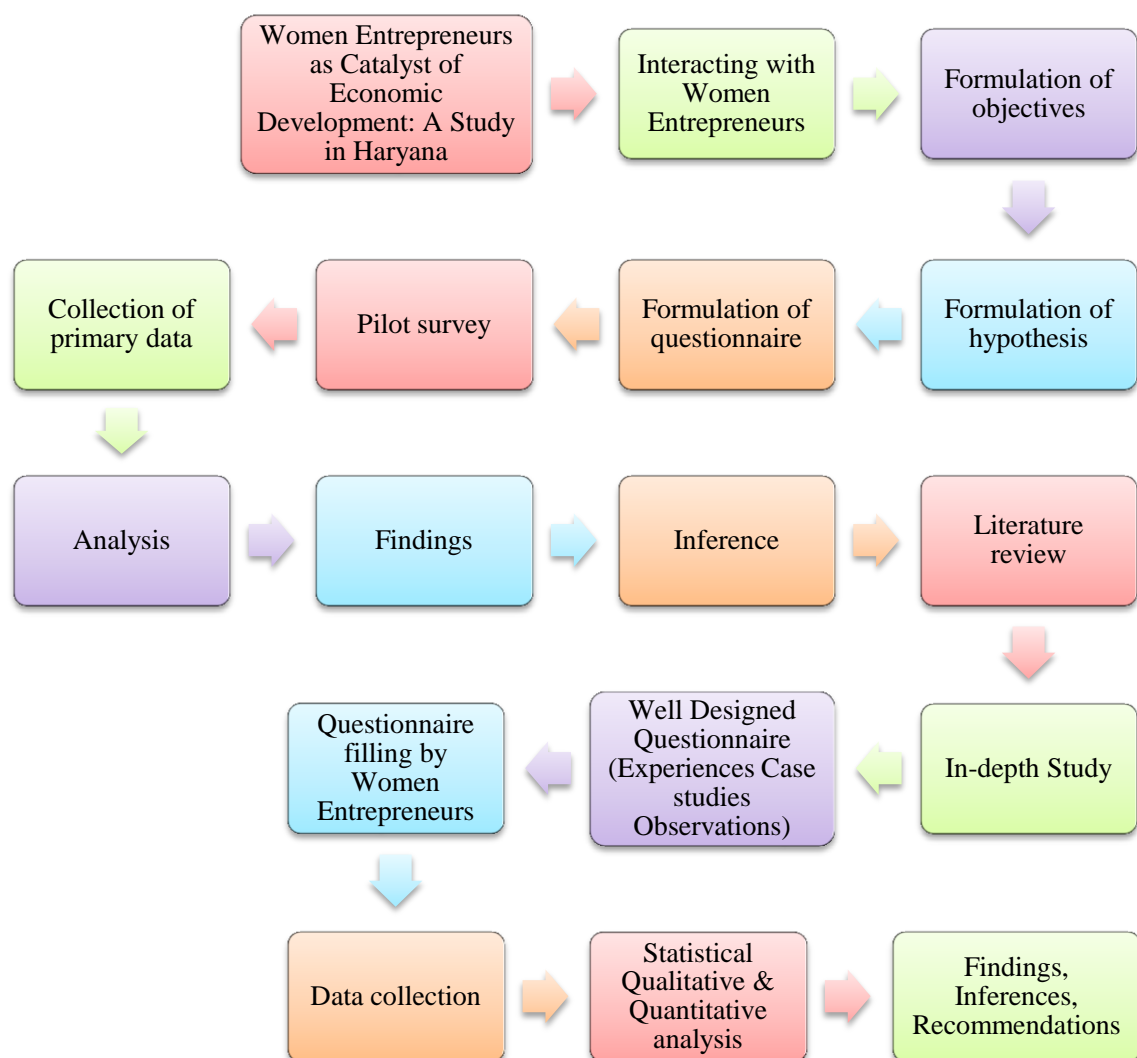 Women Entrepreneurs
as Catalyst of
Economic
Development: A Study
in Haryana
Interacting with
Women
Entrepreneurs
Formulation of
objectives
Formulation of
hypothesis
Formulation of
questionnaire
Pilot survey
Collection of
primary data
Analysis
Findings
Inference
Literature
review
In-depth Study
Well Designed
Questionnaire
(Experiences Case
studies
Observations)
Questionnaire
filling by
Women
Entrepreneurs
Data collection
Statistical
Qualitative &
Quantitative
analysis
Findings,
Inferences,
Recommendations